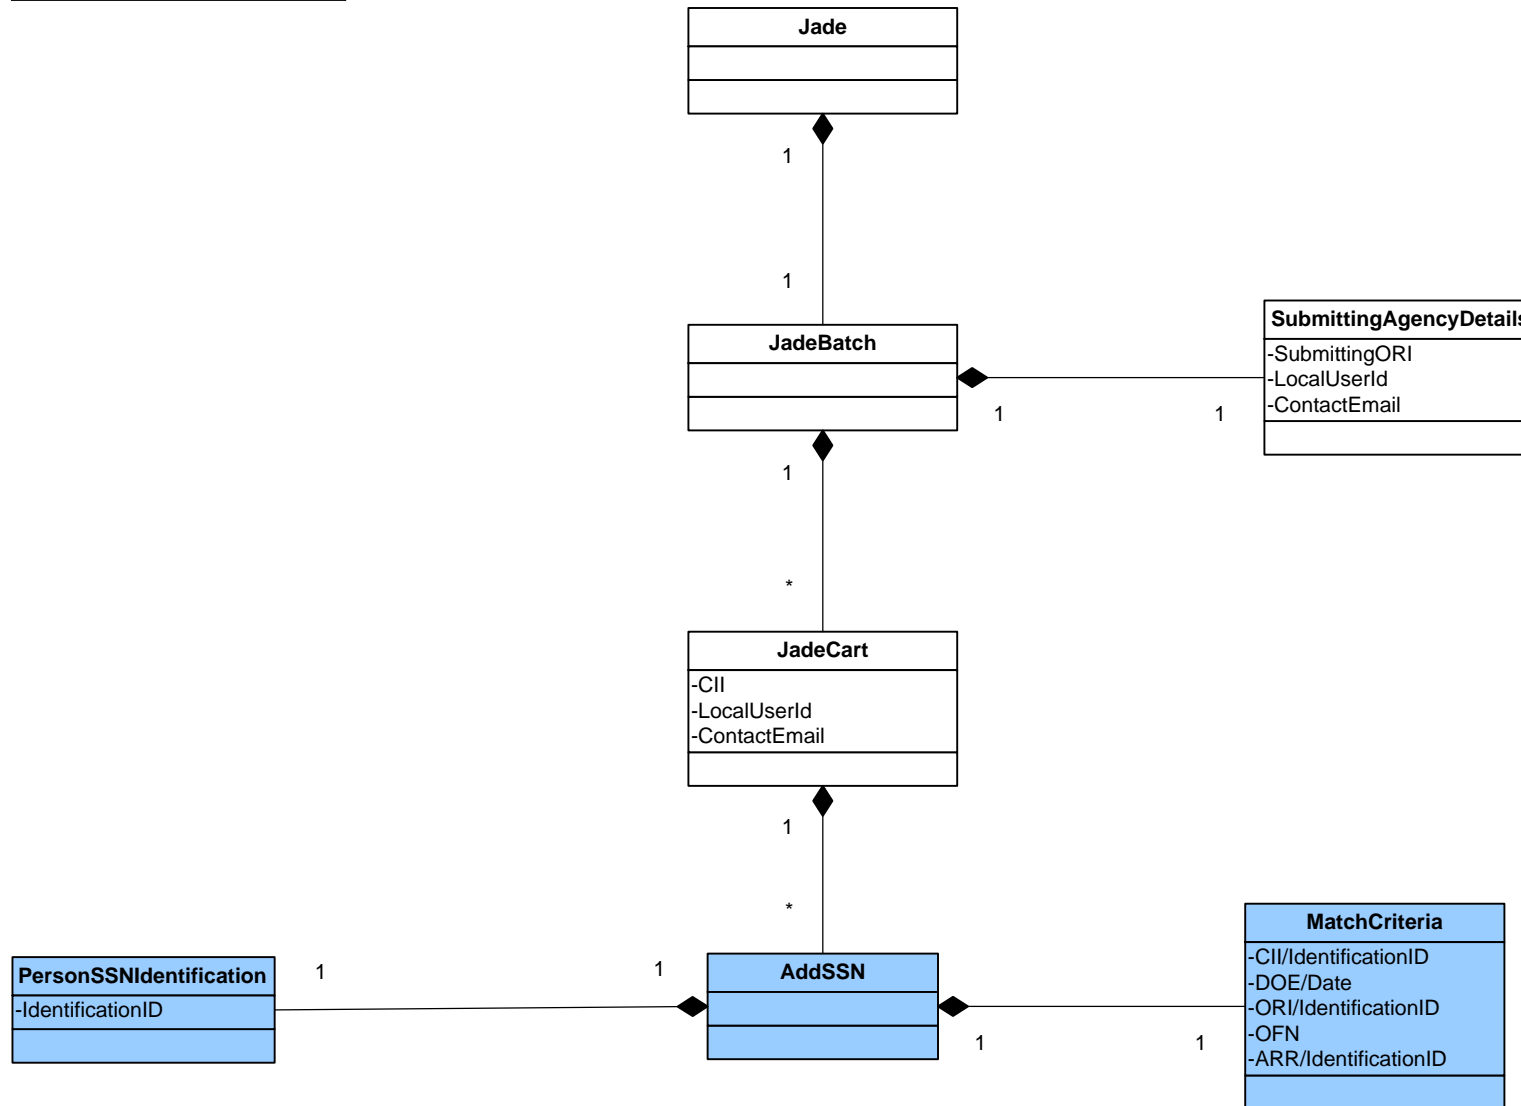 Jade
1
1
JadeBatch
SubmittingAgencyDetails
-SubmittingORI
-LocalUserId
-ContactEmail
1
1
1
*
JadeCart
-CII
-LocalUserId
-ContactEmail
1
*
MatchCriteria
-CII/IdentificationID
-DOE/Date
-ORI/IdentificationID
-OFN
-ARR/IdentificationID
PersonSSNIdentification
-IdentificationID
1
1
AddSSN
1
1